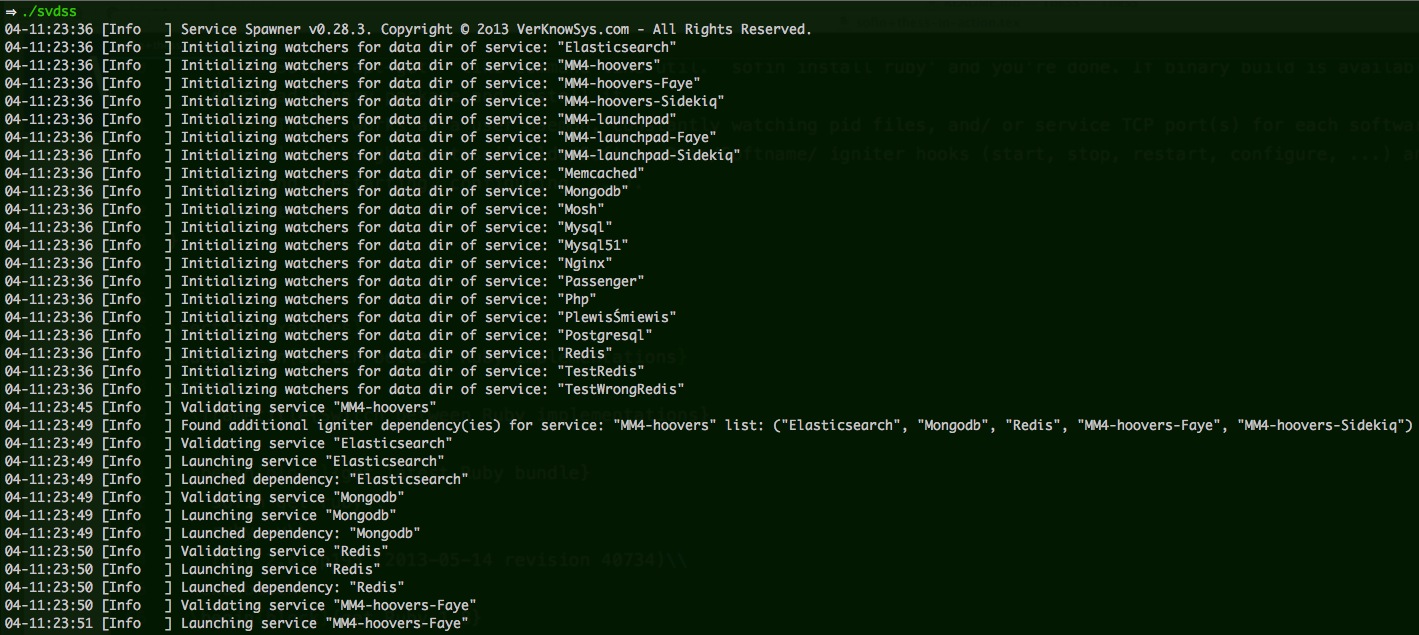 ⇒ ./svdss
04-11:23:36 [Info   ] Service Spawner v0.28.3. Copyright © 2o13 VerKnowSys.com - All Rights Reserved.
04-11:23:36 [Info   ] Initializing watchers for data dir of service: "Elasticsearch"
04-11:23:36 [Info   ] Initializing watchers for data dir of service: "MM4-hoovers"
04-11:23:36 [Info   ] Initializing watchers for data dir of service: "MM4-hoovers-Faye"
04-11:23:36 [Info   ] Initializing watchers for data dir of service: "MM4-hoovers-Sidekiq"
04-11:23:36 [Info   ] Initializing watchers for data dir of service: "MM4-launchpad"
04-11:23:36 [Info   ] Initializing watchers for data dir of service: "MM4-launchpad-Faye"
04-11:23:36 [Info   ] Initializing watchers for data dir of service: "MM4-launchpad-Sidekiq"
04-11:23:36 [Info   ] Initializing watchers for data dir of service: "Memcached"
04-11:23:36 [Info   ] Initializing watchers for data dir of service: "Mongodb"
04-11:23:36 [Info   ] Initializing watchers for data dir of service: "Mosh"
04-11:23:36 [Info   ] Initializing watchers for data dir of service: "Mysql"
04-11:23:36 [Info   ] Initializing watchers for data dir of service: "Mysql51"
04-11:23:36 [Info   ] Initializing watchers for data dir of service: "Nginx"
04-11:23:36 [Info   ] Initializing watchers for data dir of service: "Passenger"
04-11:23:36 [Info   ] Initializing watchers for data dir of service: "Php"
04-11:23:36 [Info   ] Initializing watchers for data dir of service: "PlewisŚmiewis"
04-11:23:36 [Info   ] Initializing watchers for data dir of service: "Postgresql"
04-11:23:36 [Info   ] Initializing watchers for data dir of service: "Redis"
04-11:23:36 [Info   ] Initializing watchers for data dir of service: "TestRedis"
04-11:23:36 [Info   ] Initializing watchers for data dir of service: "TestWrongRedis"
04-11:23:45 [Info   ] Validating service "MM4-hoovers"
04-11:23:49 [Info   ] Found additional igniter dependency(ies) for service: "MM4-hoovers" list: ("Elasticsearch", "Mongodb", "Redis", "MM4-hoovers-Faye", "MM4-hoovers-Sidekiq")
04-11:23:49 [Info   ] Validating service "Elasticsearch"
04-11:23:49 [Info   ] Launching service "Elasticsearch"
04-11:23:49 [Info   ] Launched dependency: "Elasticsearch"
04-11:23:49 [Info   ] Validating service "Mongodb"
04-11:23:49 [Info   ] Launching service "Mongodb"
04-11:23:49 [Info   ] Launched dependency: "Mongodb"
04-11:23:50 [Info   ] Validating service "Redis"
04-11:23:50 [Info   ] Launching service "Redis"
04-11:23:50 [Info   ] Launched dependency: "Redis"
04-11:23:50 [Info   ] Validating service "MM4-hoovers-Faye"
04-11:23:51 [Info   ] Launching service "MM4-hoovers-Faye"